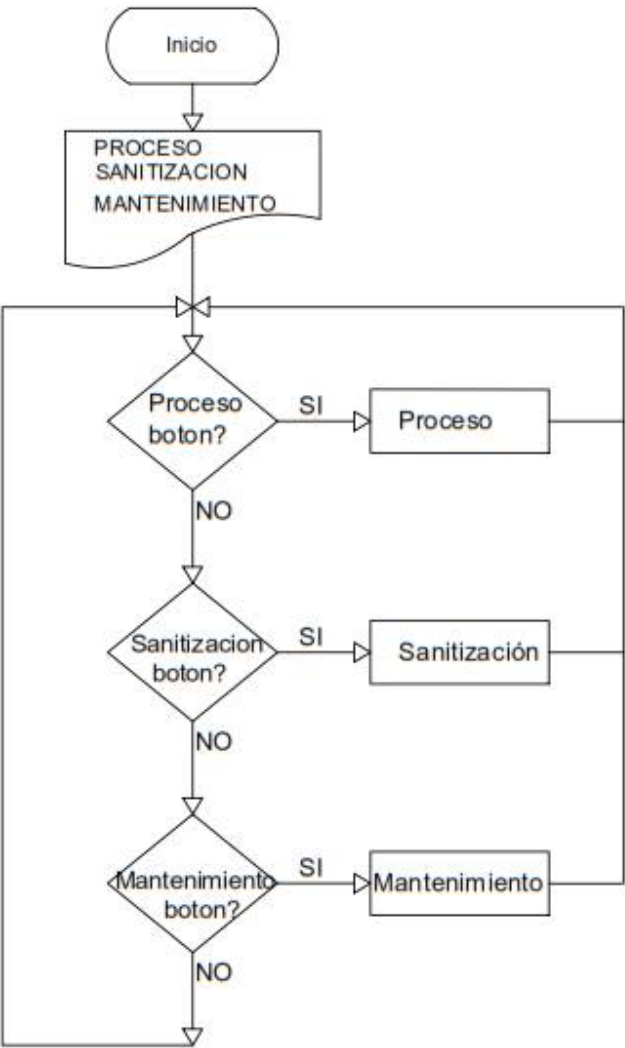 Inicio
PROCESO
SANITIZACION
MANTENIMIENTO
Proceso
boton?
SI
Proceso
NO
Sanitizacion
boton?
SI
Sanitización
NO
Mantenimiento
boton?
SI
Mantenimiento
NO